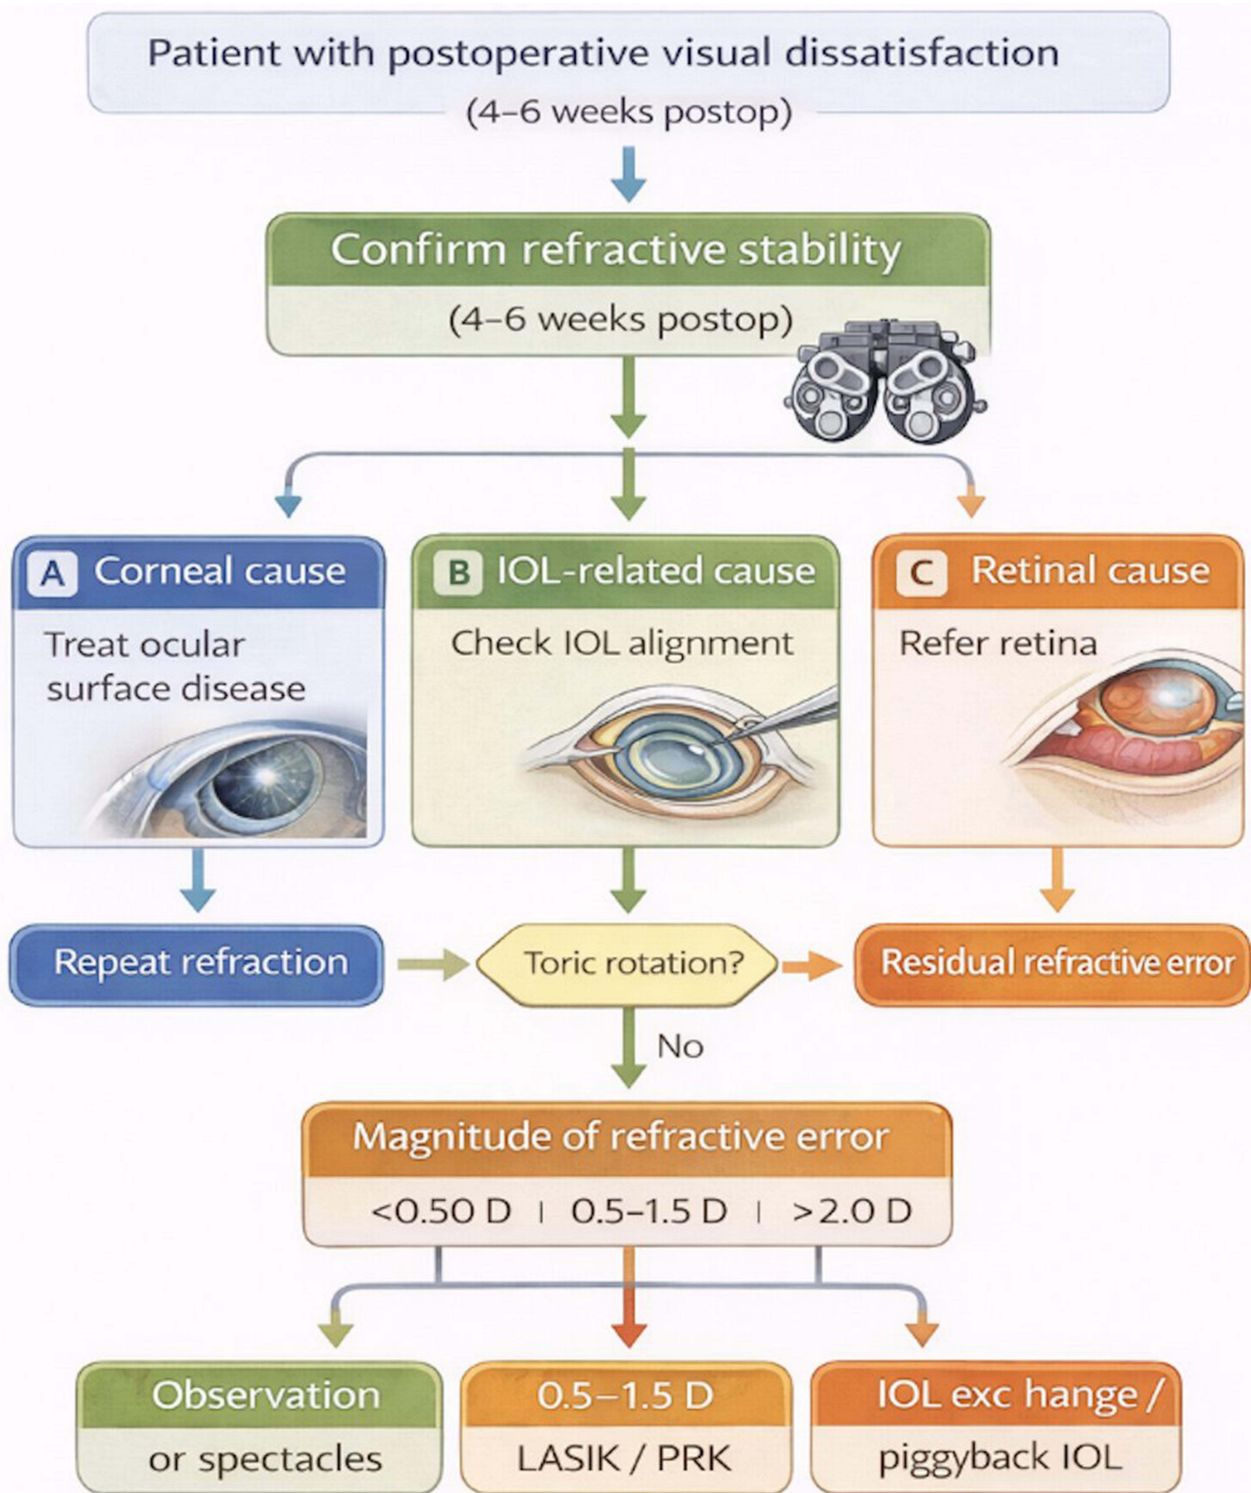 Patient with postoperative visual dissatisfaction
(4–6 weeks postop)
Confirm refractive stability
(4–6 weeks postop)
A Corneal cause
Treat ocular
surface disease
B IOL-related cause
Check IOL alignment
C Retinal cause
Refer retina
Repeat refraction
Toric rotation?
Residual refractive error
No
Magnitude of refractive error
<0.50 D | 0.5–1.5 D | >2.0 D
Observation
or spectacles
0.5–1.5 D
LASIK / PRK
IOL exc hange /
piggyback IOL